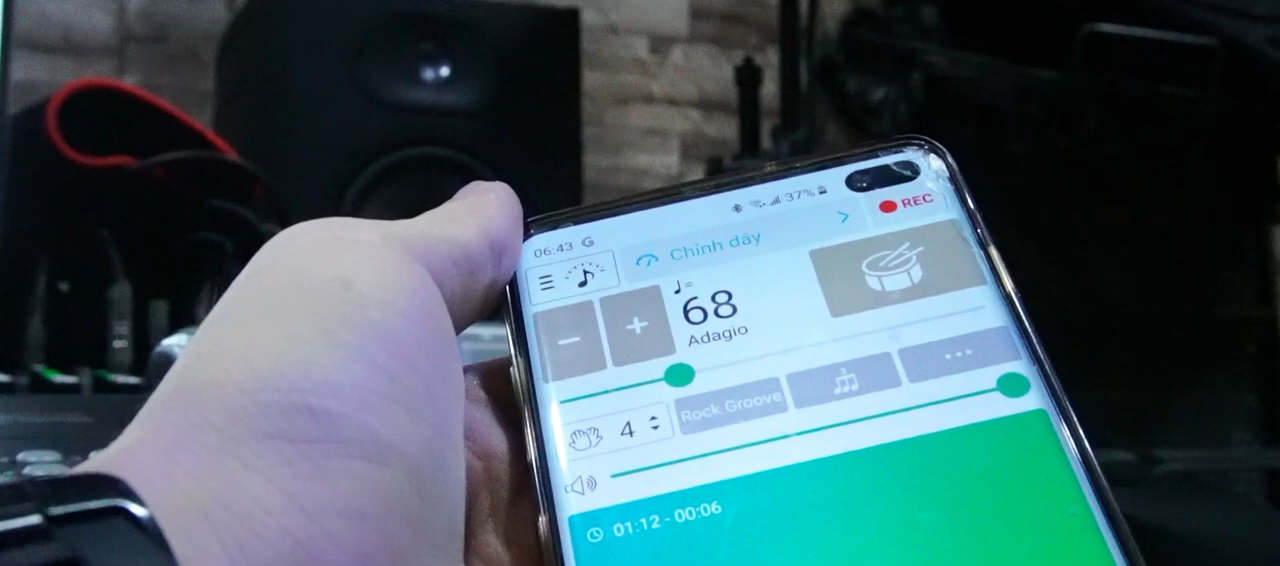 06:43 G 37%
Chỉnh dây
REC
68
Adagio
Rock Groove
4
01:12 - 00:06